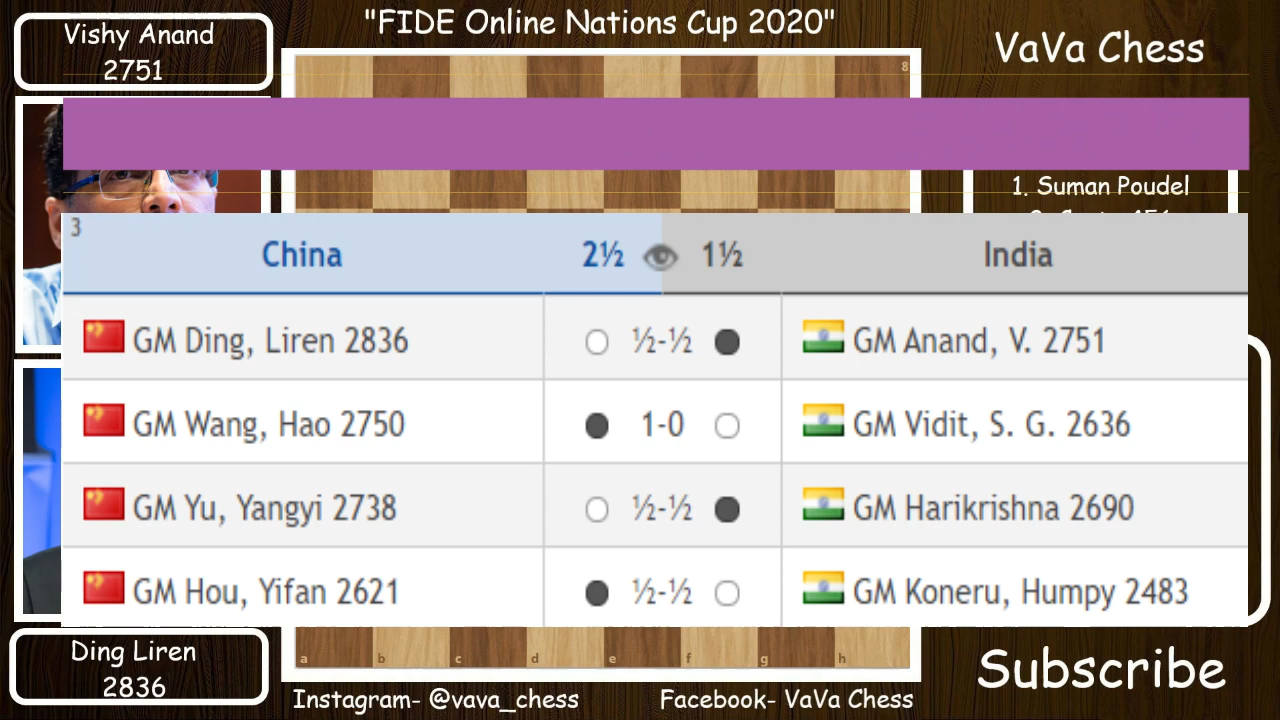 "FIDE Online Nations Cup 2020"
Vishy Anand
2751
VaVa Chess
8
1. Suman Poudel
3
China 2½ 1½ India
GM Ding, Liren 2836 ½-½ GM Anand, V. 2751
GM Wang, Hao 2750 1-0 GM Vidit, S. G. 2636
GM Yu, Yangyi 2738 ½-½ GM Harikrishna 2690
GM Hou, Yifan 2621 ½-½ GM Koneru, Humpy 2483
a b c d e f g h
Ding Liren
2836
Subscribe
Instagram- @vava_chess Facebook- VaVa Chess